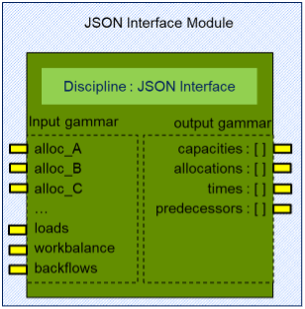 JSON Interface Module
Discipline : JSON Interface
Input gammar
output gammar
alloc_A
alloc_B
alloc_C
...
loads
workbalance
backflows
capacities : [ ]
allocations : [ ]
times : [ ]
predecessors : [ ]